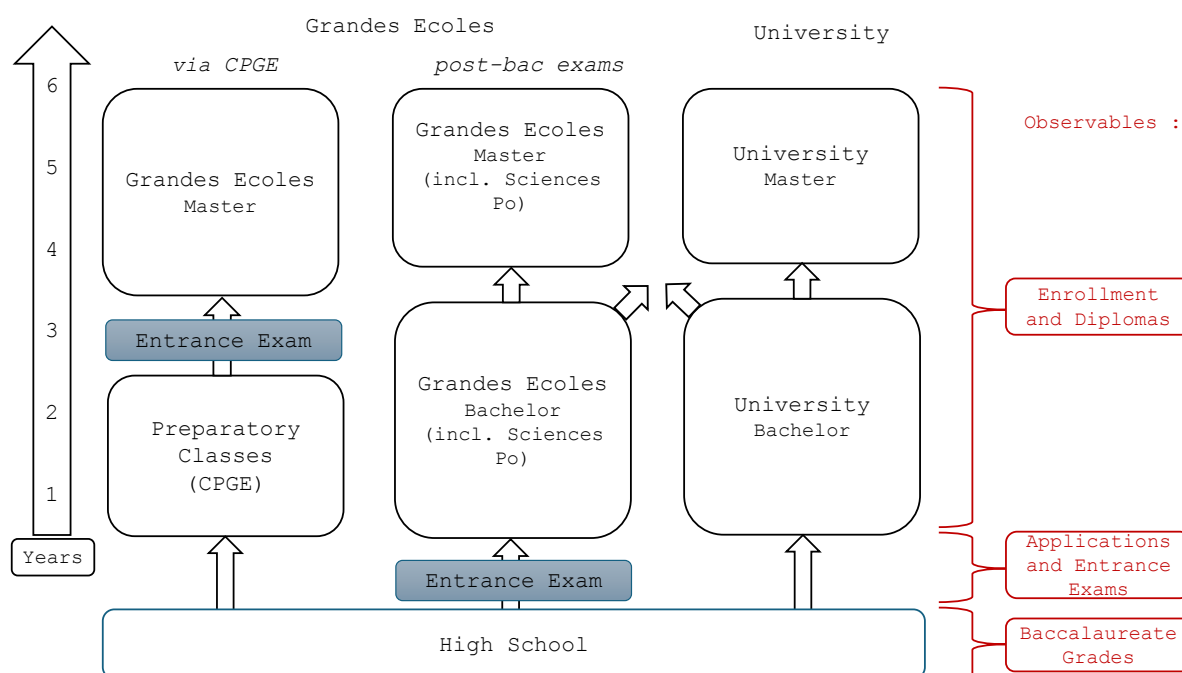 Grandes Ecoles
University
via CPGE
post-bac exams
6
5
4
3
2
1
Years
Grandes Ecoles
Master
Entrance Exam
Preparatory
Classes
(CPGE)
Grandes Ecoles
Master
(incl. Sciences
Po)
Grandes Ecoles
Bachelor
(incl. Sciences
Po)
Entrance Exam
University
Master
University
Bachelor
High School
Observables :
Enrollment
and Diplomas
Applications
and Entrance
Exams
Baccalaureate
Grades